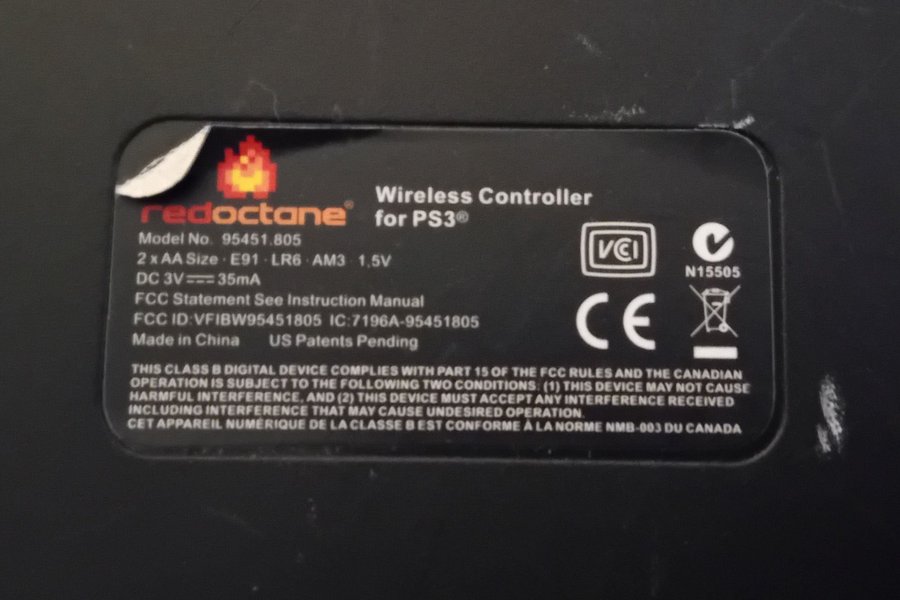 redoctane®
Wireless Controller
for PS3®
Model No. 95451.805
2 x AA Size · E91 · LR6 · AM3 · 1,5V
DC 3V 35mA
FCC Statement See Instruction Manual
FCC ID:VFIBW95451805 IC:7196A-95451805
Made in China US Patents Pending
VCI
N15505
CE
THIS CLASS B DIGITAL DEVICE COMPLIES WITH PART 15 OF THE FCC RULES AND THE CANADIAN
OPERATION IS SUBJECT TO THE FOLLOWING TWO CONDITIONS: (1) THIS DEVICE MAY NOT CAUSE
HARMFUL INTERFERENCE, AND (2) THIS DEVICE MUST ACCEPT ANY INTERFERENCE RECEIVED
INCLUDING INTERFERENCE THAT MAY CAUSE UNDESIRED OPERATION.
CET APPAREIL NUMÉRIQUE DE LA CLASSE B EST CONFORME À LA NORME NMB-003 DU CANADA